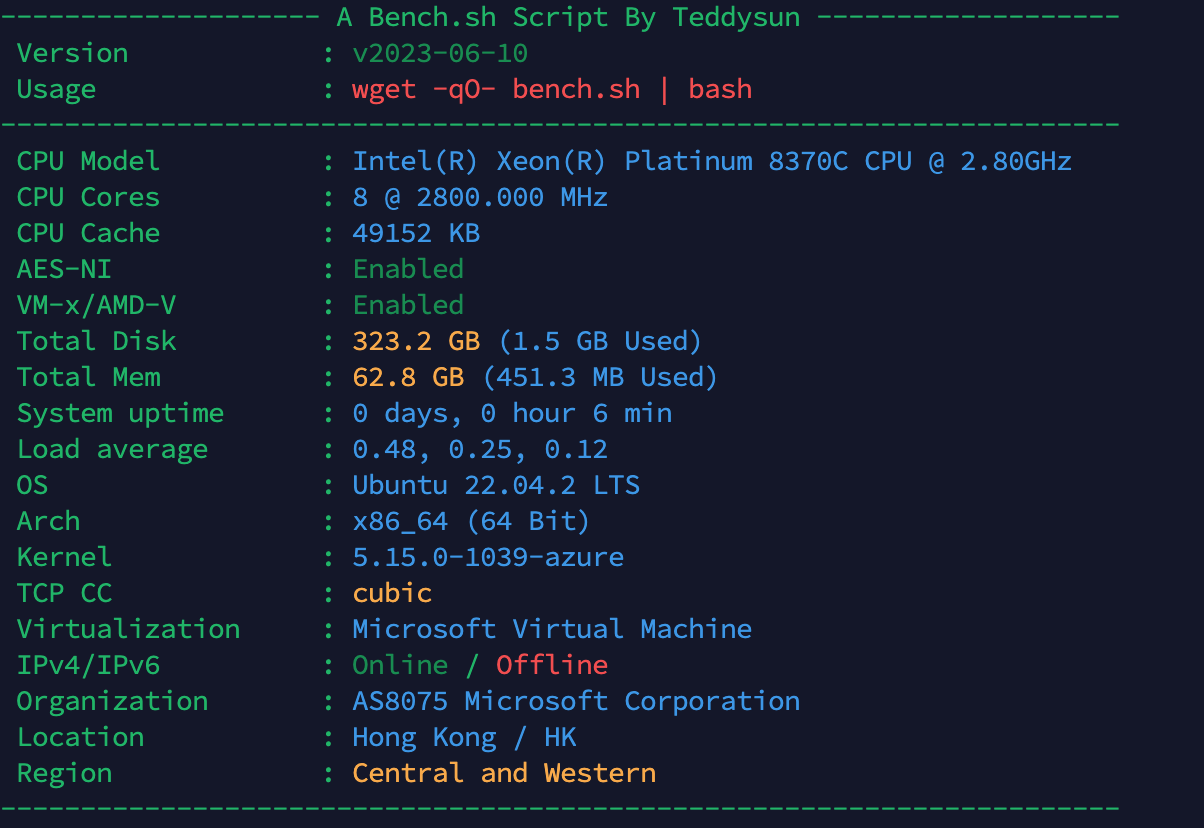 -------------------- A Bench.sh Script By Teddysun -------------------
Version            : v2023-06-10
Usage              : wget -qO- bench.sh | bash
----------------------------------------------------------------------
CPU Model          : Intel(R) Xeon(R) Platinum 8370C CPU @ 2.80GHz
CPU Cores          : 8 @ 2800.000 MHz
CPU Cache          : 49152 KB
AES-NI             : Enabled
VM-x/AMD-V         : Enabled
Total Disk         : 323.2 GB (1.5 GB Used)
Total Mem          : 62.8 GB (451.3 MB Used)
System uptime      : 0 days, 0 hour 6 min
Load average       : 0.48, 0.25, 0.12
OS                 : Ubuntu 22.04.2 LTS
Arch               : x86_64 (64 Bit)
Kernel             : 5.15.0-1039-azure
TCP CC             : cubic
Virtualization     : Microsoft Virtual Machine
IPv4/IPv6          : Online / Offline
Organization       : AS8075 Microsoft Corporation
Location           : Hong Kong / HK
Region             : Central and Western
----------------------------------------------------------------------